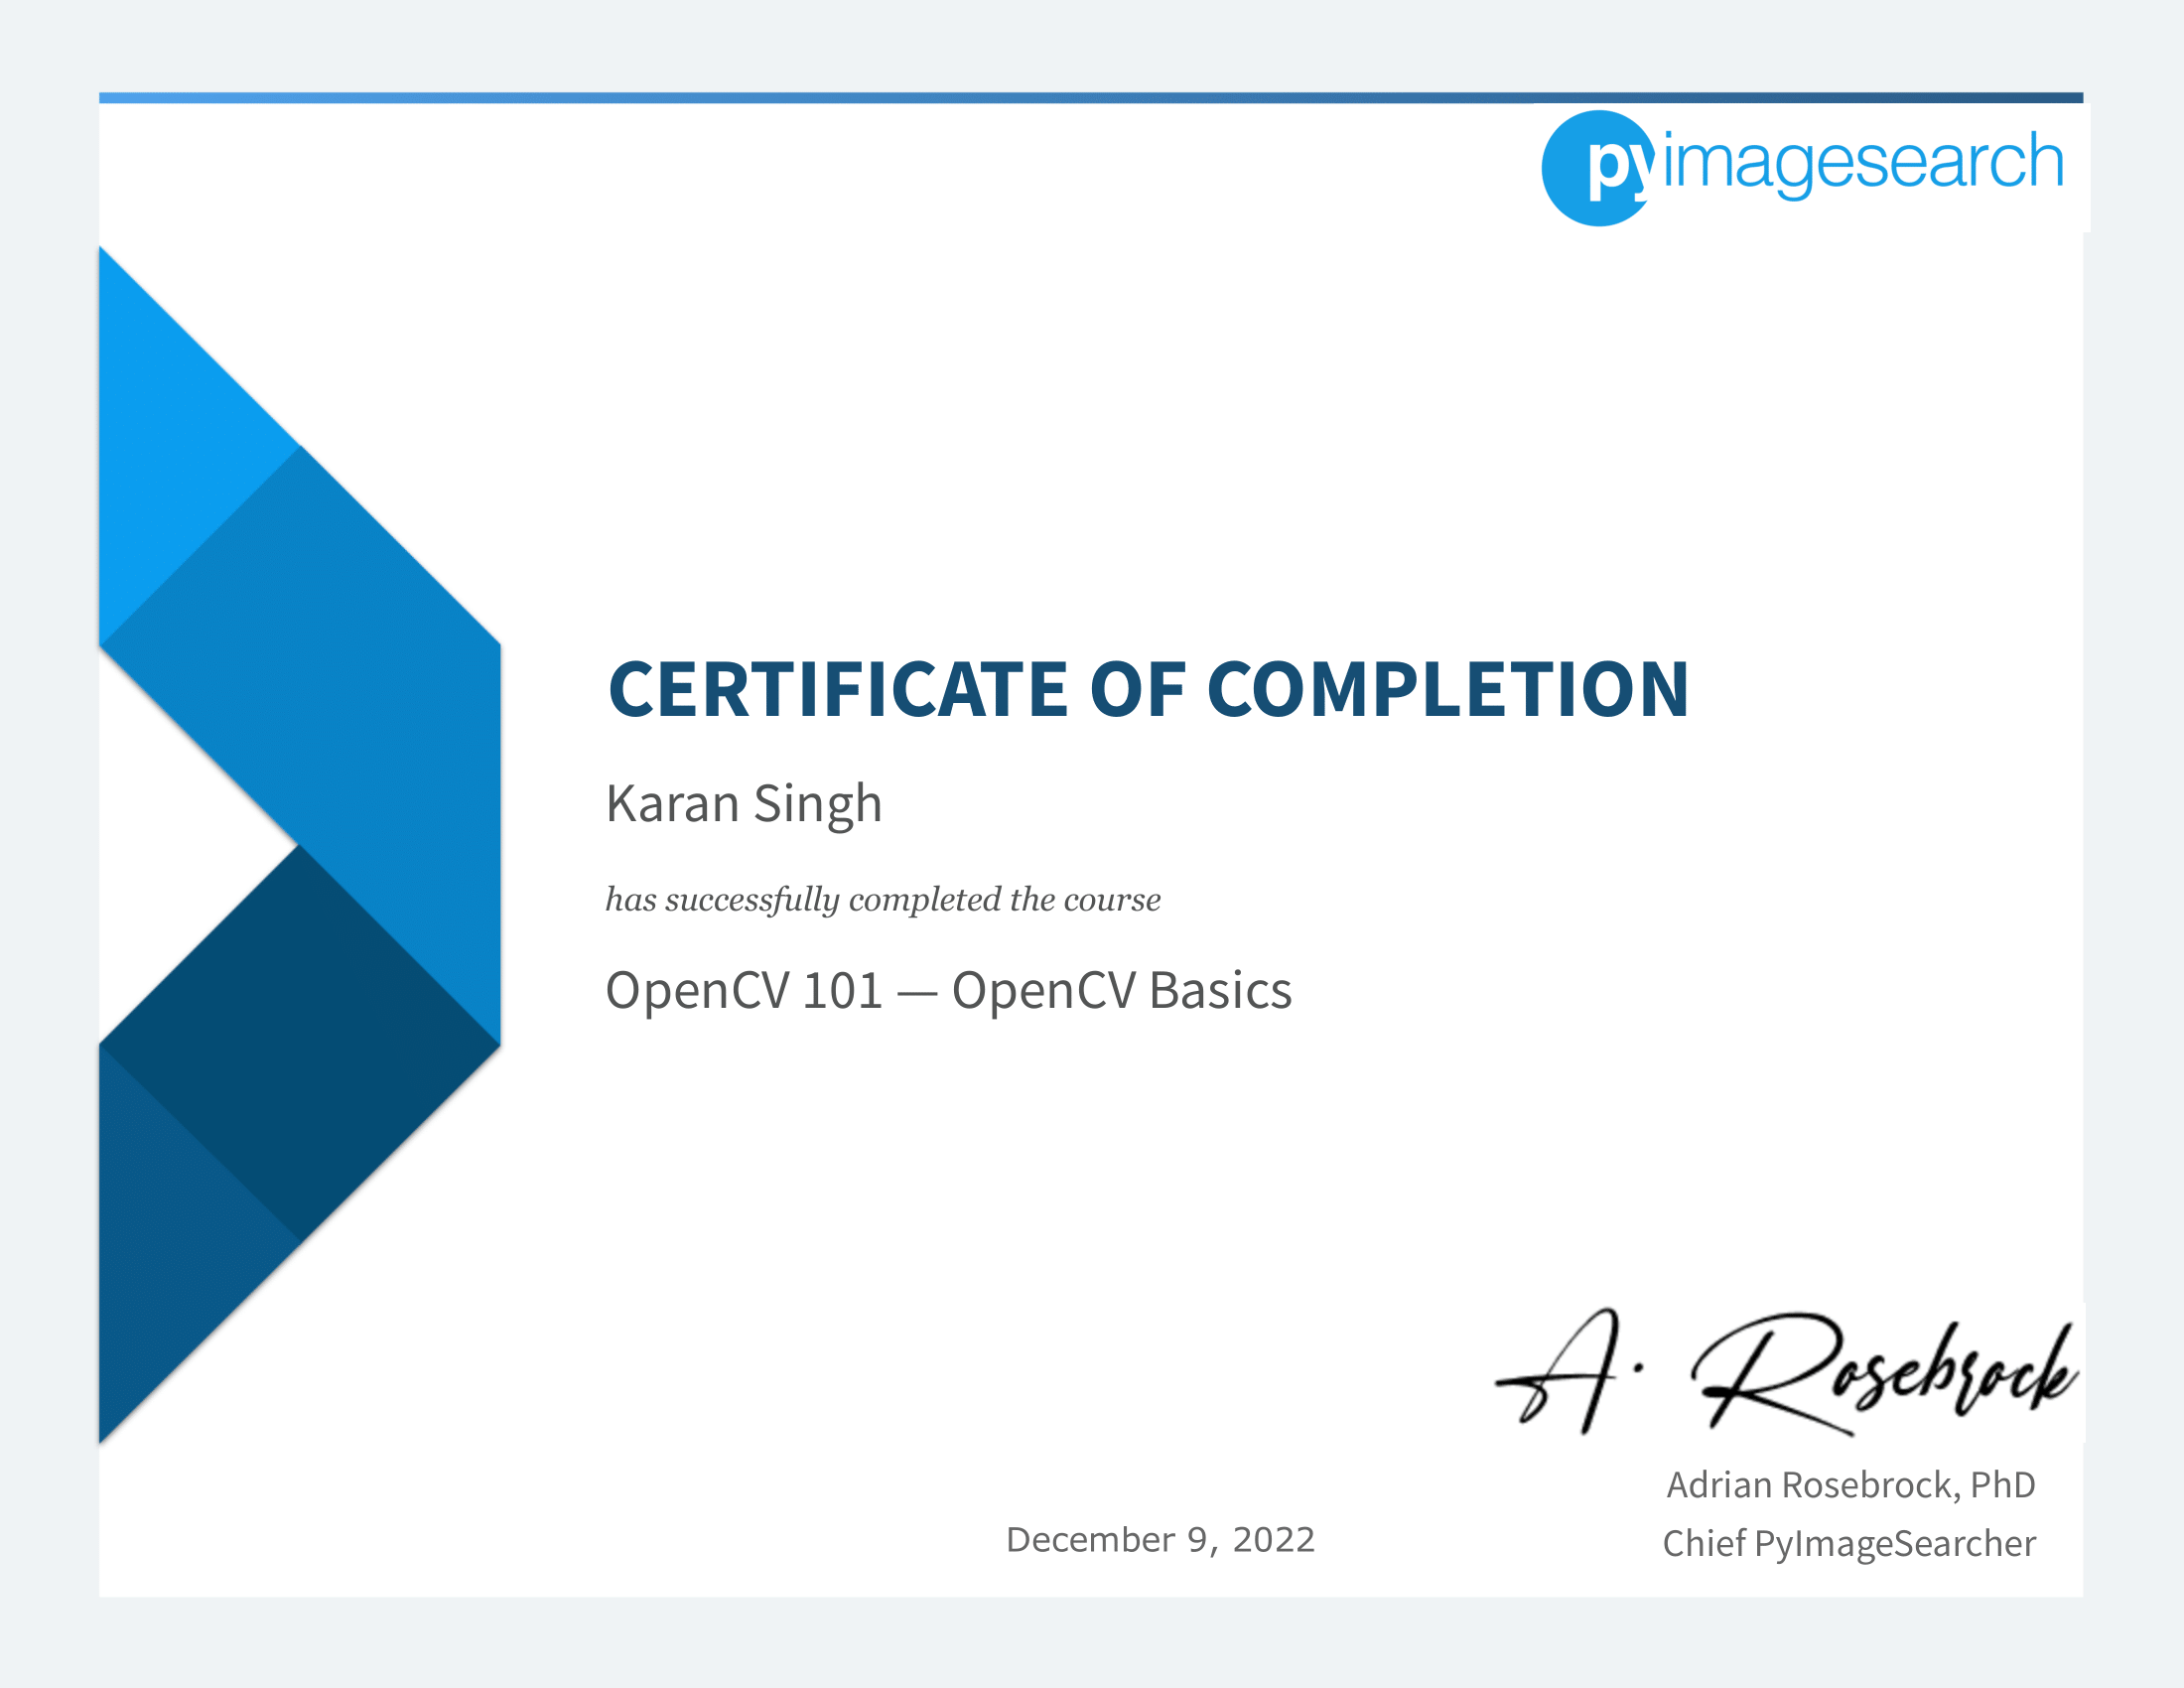 pyimagesearch
CERTIFICATE OF COMPLETION
Karan Singh
has successfully completed the course
OpenCV 101 — OpenCV Basics
A. Rosebrock
Adrian Rosebrock, PhD
December 9, 2022
Chief PyImageSearcher